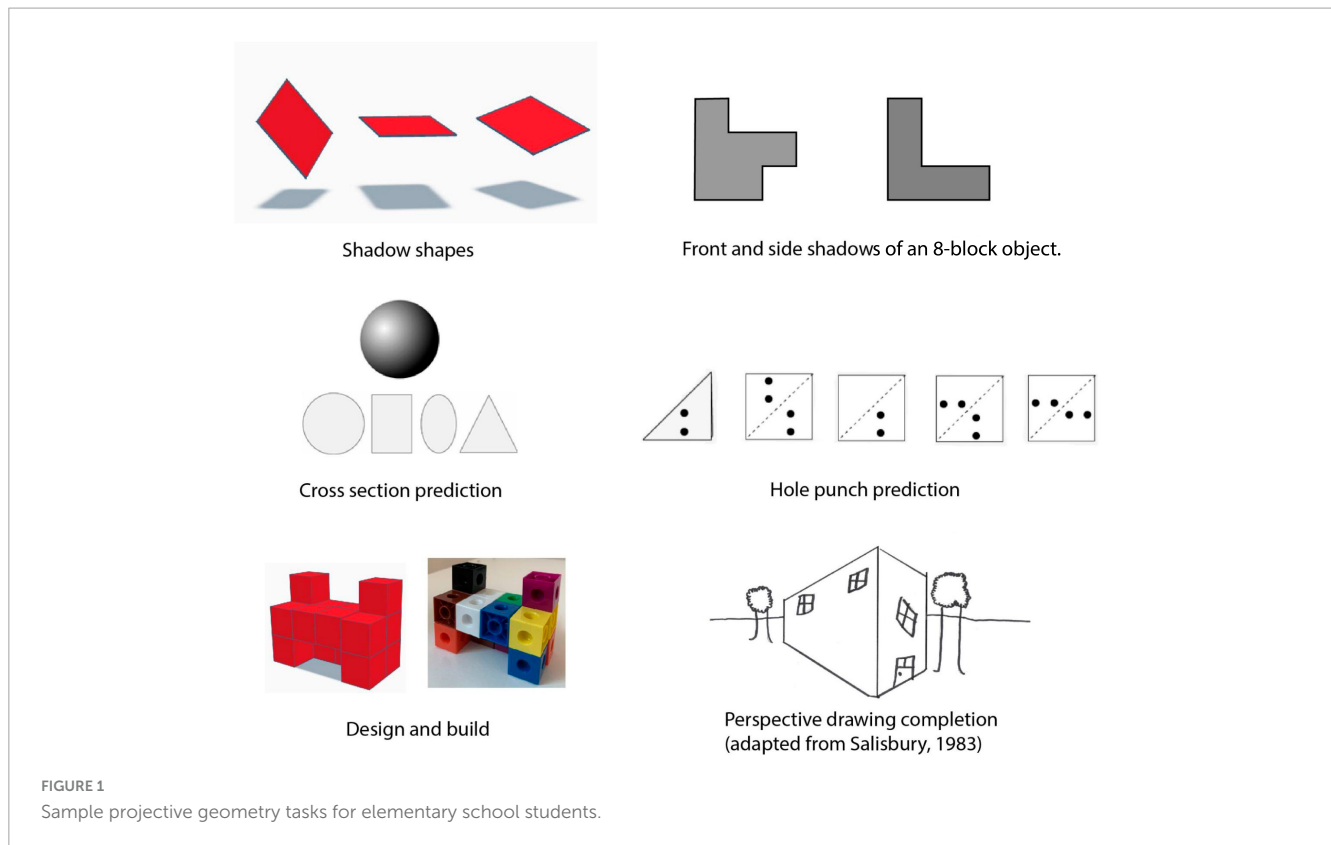 Shadow shapes
Front and side shadows of an 8-block object.
Cross section prediction
Hole punch prediction
Design and build
Perspective drawing completion
(adapted from Salisbury, 1983)
FIGURE 1
Sample projective geometry tasks for elementary school students.